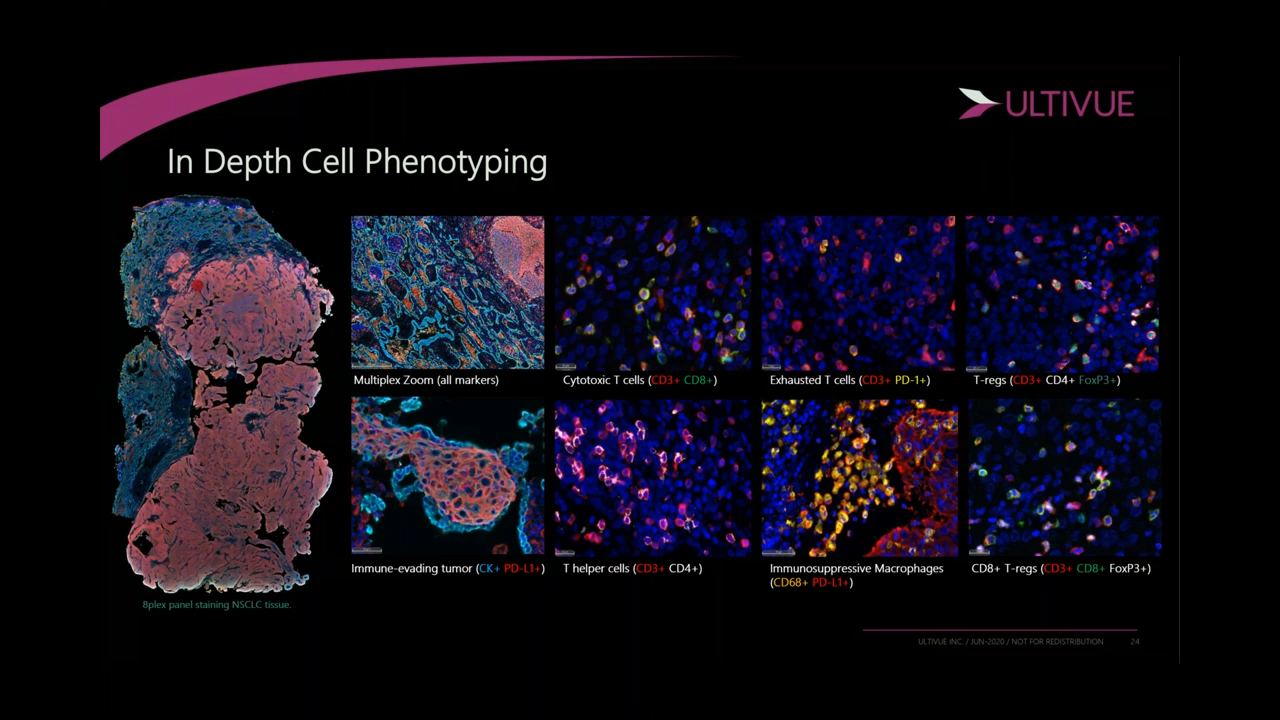 ULTIVUE
In Depth Cell Phenotyping
Multiplex Zoom (all markers)
Cytotoxic T cells (CD3+ CD8+)
Exhausted T cells (CD3+ PD-1+)
T-regs (CD3+ CD4+ FoxP3+)
Immune-evading tumor (CK+ PD-L1+)
T helper cells (CD3+ CD4+)
Immunosuppressive Macrophages
(CD68+ PD-L1+)
CD8+ T-regs (CD3+ CD8+ FoxP3+)
8plex panel staining NSCLC tissue.
ULTIVUE INC. / JUN-2020 / NOT FOR REDISTRIBUTION 24